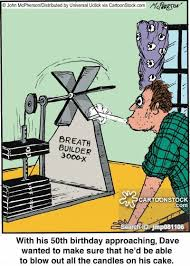 © John McPherson/Distributed by Universal Uclick via CartoonStock.com
McPHERSON
BREATH
BUILDER
3000-X
CARTOONSTOCK
.com
Search ID: jmp081106
With his 50th birthday approaching, Dave
wanted to make sure that he'd be able
to blow out all the candles on his cake.